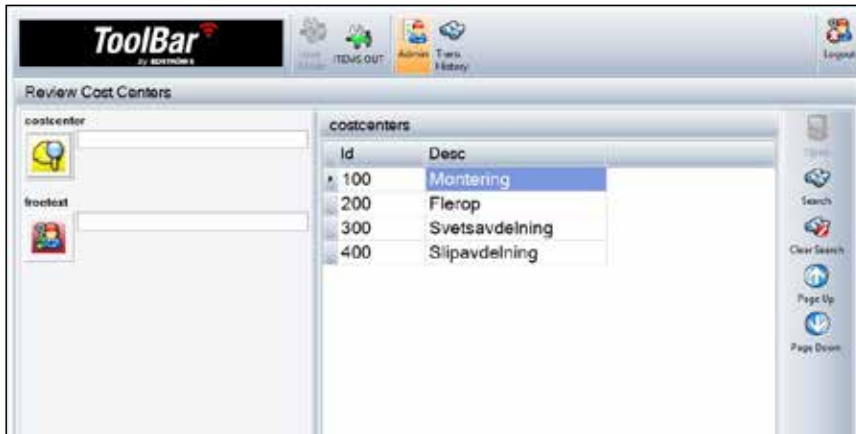 ToolBar
ITEMS OUT
Admin
Trans.
History
Logout
Review Cost Centers
costcenter
freetext
costcenters
Id Desc
100 Montering
200 Flerop
300 Svetsavdelning
400 Slipavdelning
Search
Clear Search
Page Up
Page Down